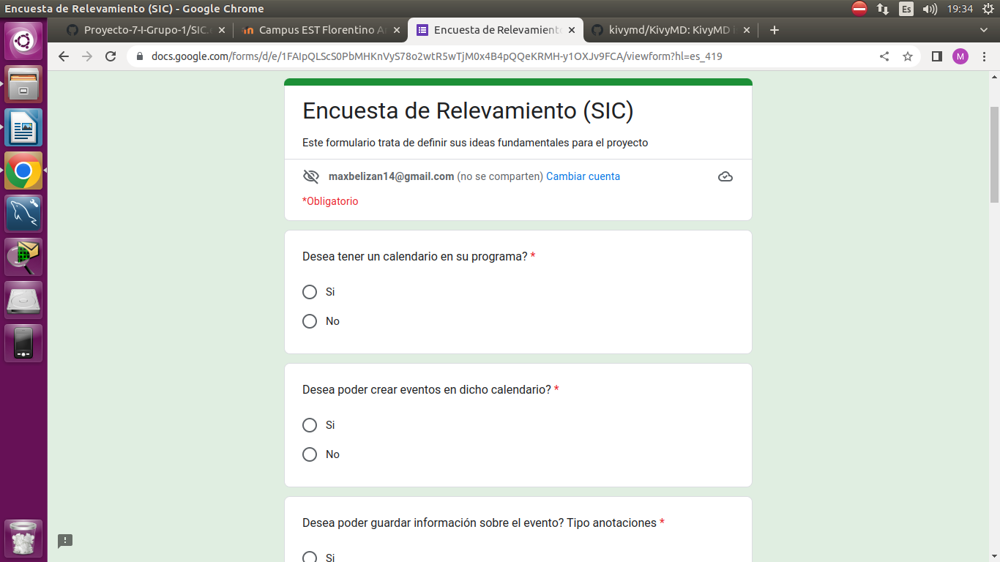 Encuesta de Relevamiento (SIC) - Google Chrome
Es
19:34
Proyecto-7-I-Grupo-1/SIC.
Campus EST Florentino A
Encuesta de Relevamient
kivymd/KivyMD: KivyMD i
docs.google.com/forms/d/e/1FAIpQLScS0PbMHKnVyS78o2wtR5wTjM0x4B4pQQeKRMH-y1OXJv9FCA/viewform?hl=es_419
M
Encuesta de Relevamiento (SIC)
Este formulario trata de definir sus ideas fundamentales para el proyecto
maxbelizan14@gmail.com (no se comparten) Cambiar cuenta
*Obligatorio
Desea tener un calendario en su programa? *
Si
No
Desea poder crear eventos en dicho calendario? *
Si
No
Desea poder guardar información sobre el evento? Tipo anotaciones *
Si